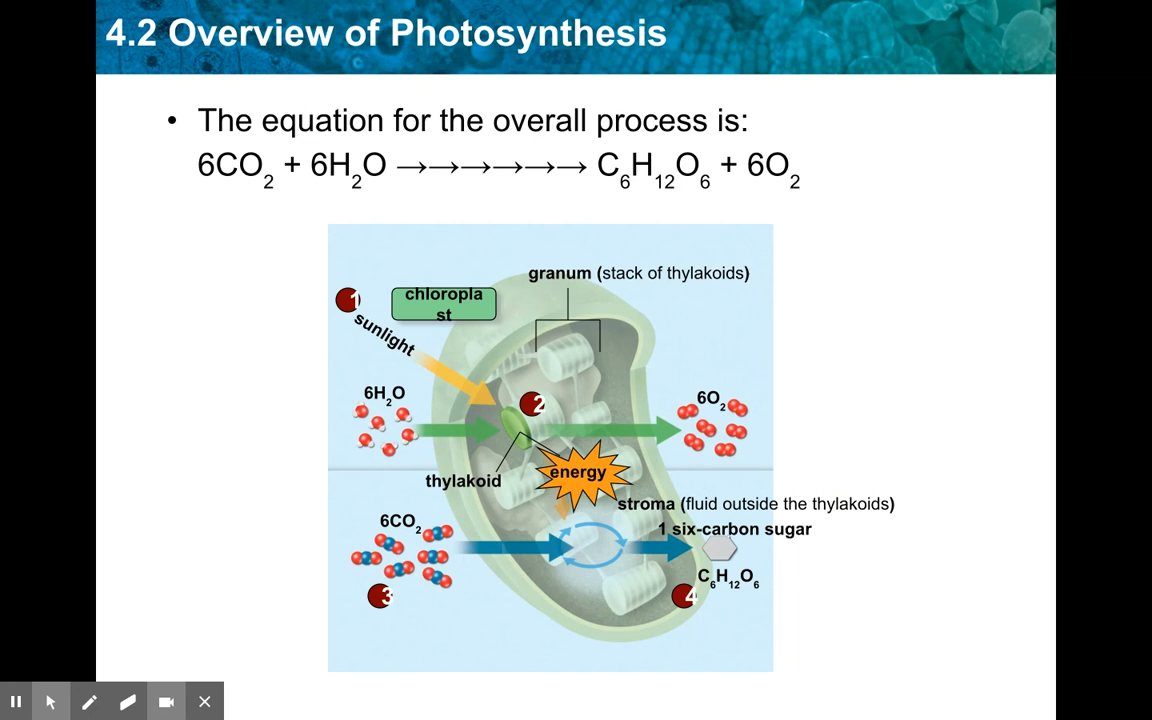 4.2 Overview of Photosynthesis
• The equation for the overall process is:
6CO₂ + 6H₂O →→→→→→ C₆H₁₂O₆ + 6O₂
granum (stack of thylakoids)
1
chloropla
st
sunlight
6H₂O
2
6O₂
thylakoid
energy
stroma (fluid outside the thylakoids)
6CO₂
1 six-carbon sugar
C₆H₁₂O₆
3
4